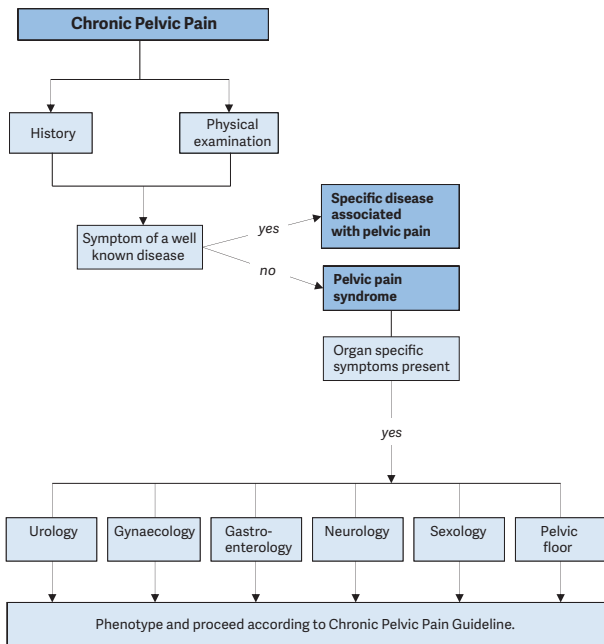 Chronic Pelvic Pain
History
Physical
examination
Symptom of a well
known disease
yes
Specific disease
associated
with pelvic pain
no
Pelvic pain
syndrome
Organ specific
symptoms present
yes
Urology
Gynaecology
Gastro-
enterology
Neurology
Sexology
Pelvic
floor
Phenotype and proceed according to Chronic Pelvic Pain Guideline.